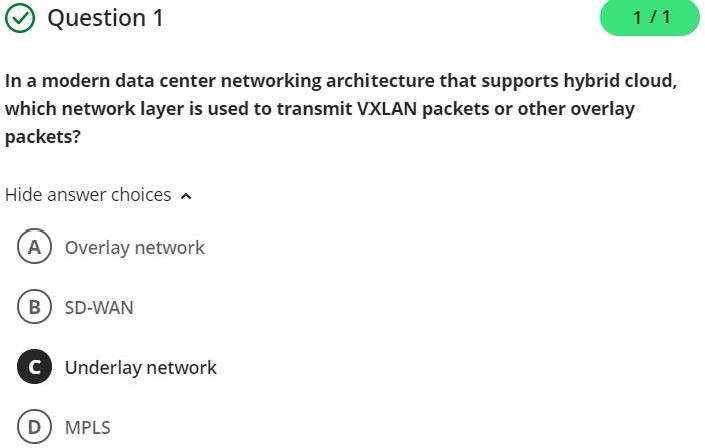 Question 1
1 / 1
In a modern data center networking architecture that supports hybrid cloud,
which network layer is used to transmit VXLAN packets or other overlay
packets?
Hide answer choices
A Overlay network
B SD-WAN
C Underlay network
D MPLS